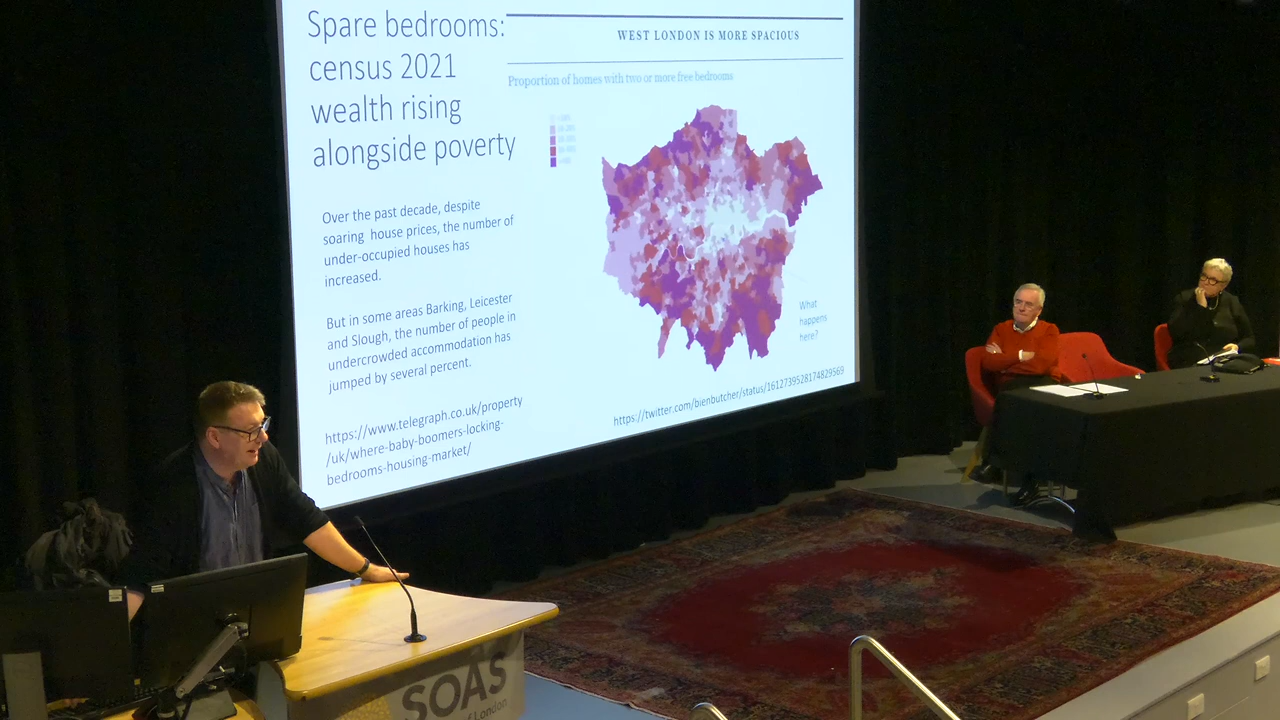 Spare bedrooms:
census 2021
wealth rising
alongside poverty
Over the past decade, despite
soaring house prices, the number of
under-occupied houses has
increased.
But in some areas Barking, Leicester
and Slough, the number of people in
undercrowded accommodation has
jumped by several percent.
https://www.telegraph.co.uk/property
/uk/where-baby-boomers-locking-
bedrooms-housing-market/
WEST LONDON IS MORE SPACIOUS
Proportion of homes with two or more free bedrooms
What
happens
here?
https://twitter.com/bienbutcher/status/1612739528174829569
SOAS
of London